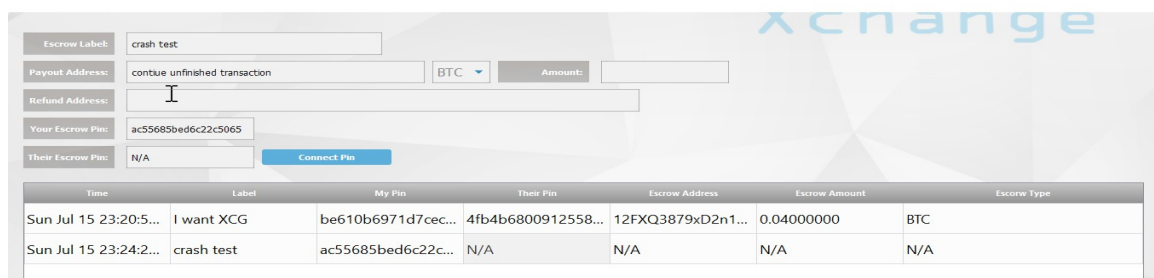 xchange
Escrow Label: crash test
Payout Address: contiue unfinished transaction BTC Amount:
Refund Address:
Your Escrow Pin: ac55685bed6c22c5065
Their Escrow Pin: N/A Connect Pin
Time Label My Pin Their Pin Escrow Address Escrow Amount Escorw Type
Sun Jul 15 23:20:5... I want XCG be610b6971d7cec... 4fb4b6800912558... 12FXQ3879xD2n1... 0.04000000 BTC
Sun Jul 15 23:24:2... crash test ac55685bed6c22c... N/A N/A N/A N/A